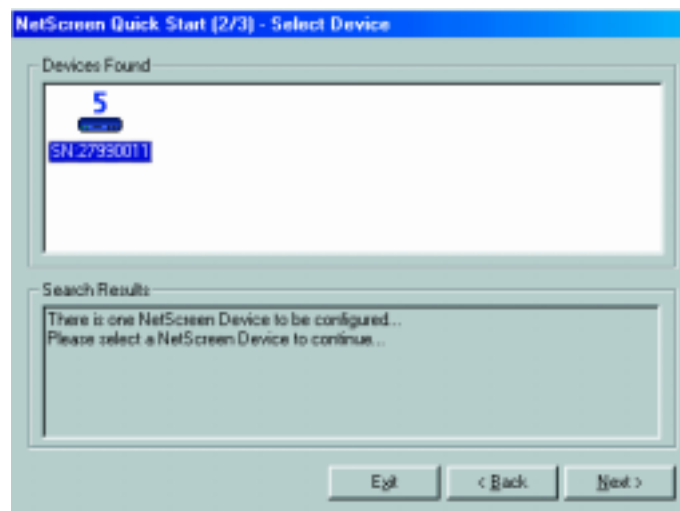 NetScreen Quick Start (2/3) - Select Device
Devices Found
5
SN:27990011
Search Results
There is one NetScreen Device to be configured...
Please select a NetScreen Device to continue...
Exit
< Back
Next >